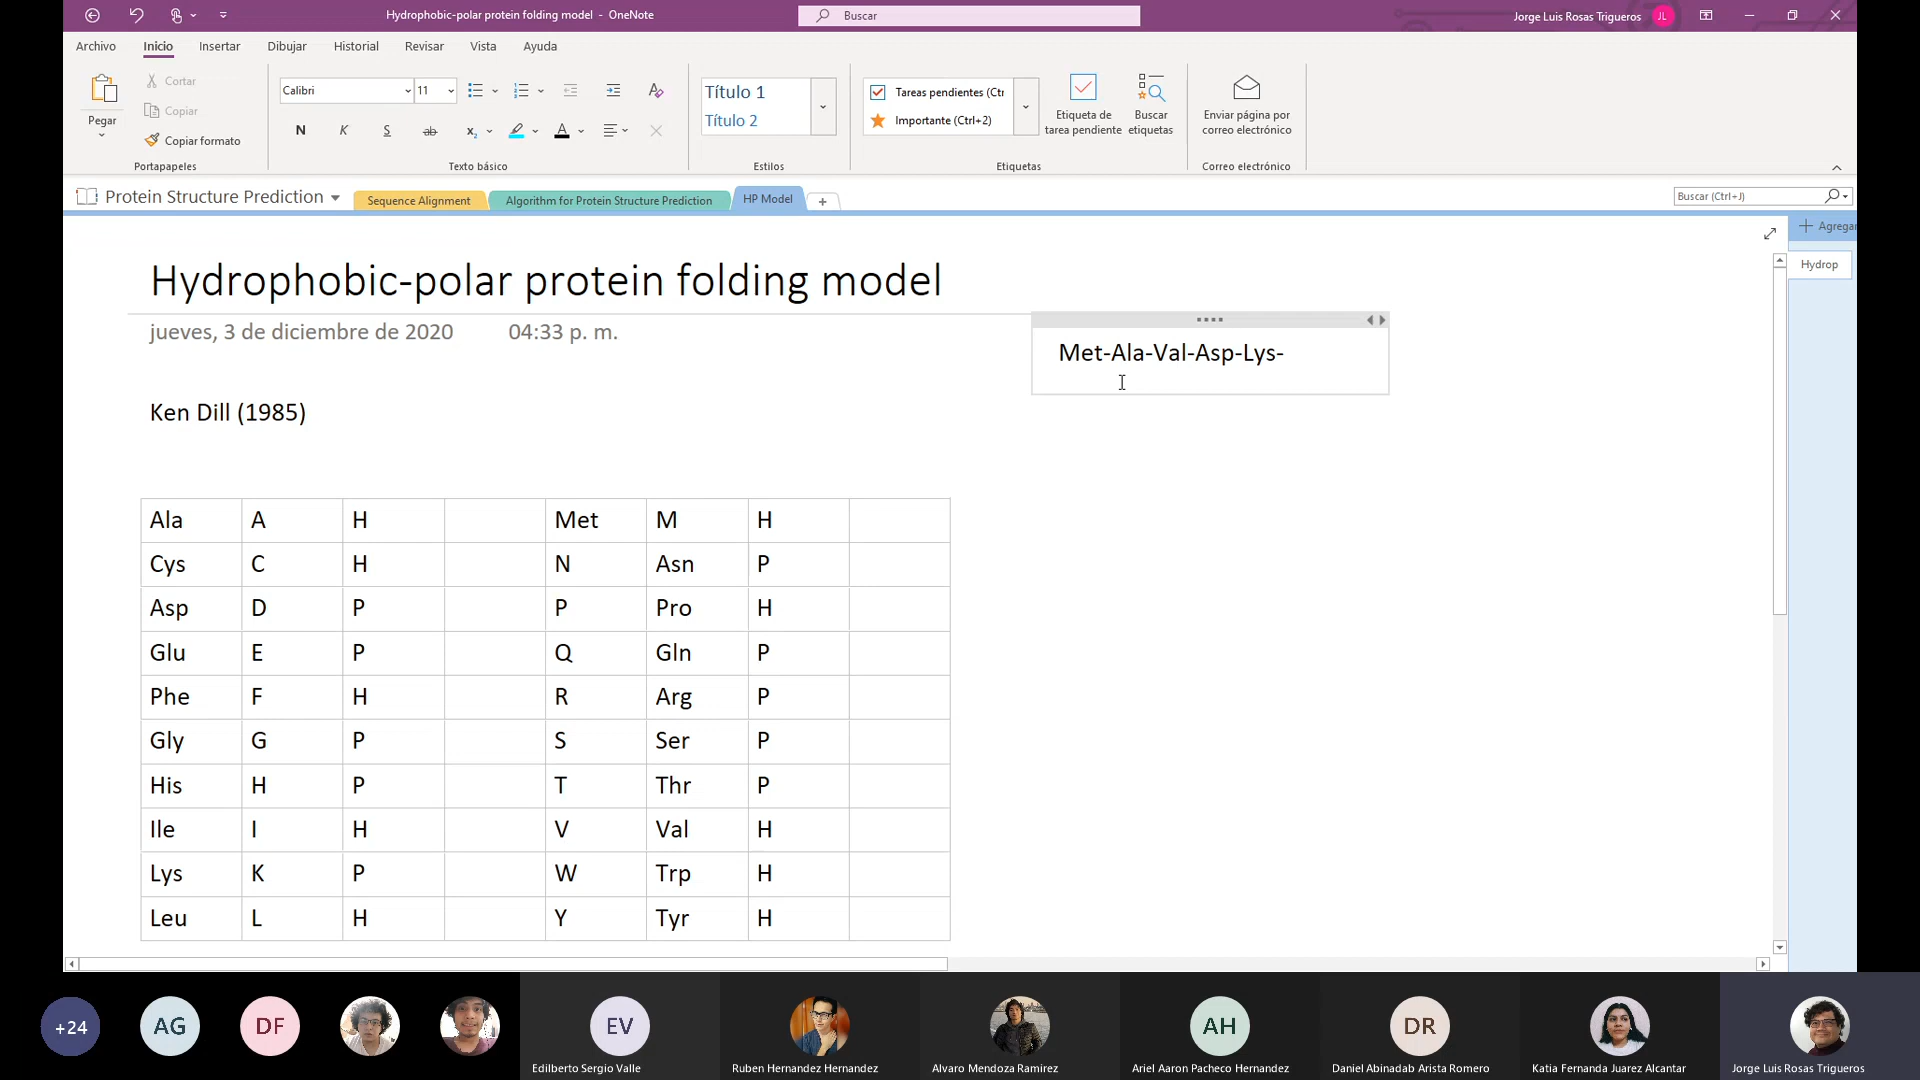 Hydrophobic-polar protein folding model - OneNote
Buscar
Jorge Luis Rosas Trigueros
JL
Archivo
Inicio
Insertar
Dibujar
Historial
Revisar
Vista
Ayuda
Pegar
Cortar
Copiar
Copiar formato
Portapapeles
Calibri
11
N K S ab x₂ A
Texto básico
Título 1
Título 2
Estilos
Tareas pendientes (Ctr
Importante (Ctrl+2)
Etiqueta de
tarea pendiente
Buscar
etiquetas
Etiquetas
Enviar página por
correo electrónico
Correo electrónico
Protein Structure Prediction
Sequence Alignment
Algorithm for Protein Structure Prediction
HP Model
+
Buscar (Ctrl+J)
Agregar
Hydrop
Hydrophobic-polar protein folding model
jueves, 3 de diciembre de 2020 04:33 p. m.
Met-Ala-Val-Asp-Lys-
Ken Dill (1985)
Ala A H Met M H
Cys C H N Asn P
Asp D P P Pro H
Glu E P Q Gln P
Phe F H R Arg P
Gly G P S Ser P
His H P T Thr P
Ile I H V Val H
Lys K P W Trp H
Leu L H Y Tyr H
+24
AG
DF
EV
Edilberto Sergio Valle
Ruben Hernandez Hernandez
Alvaro Mendoza Ramirez
AH
Ariel Aaron Pacheco Hernandez
DR
Daniel Abinadab Arista Romero
Katia Fernanda Juarez Alcantar
Jorge Luis Rosas Trigueros